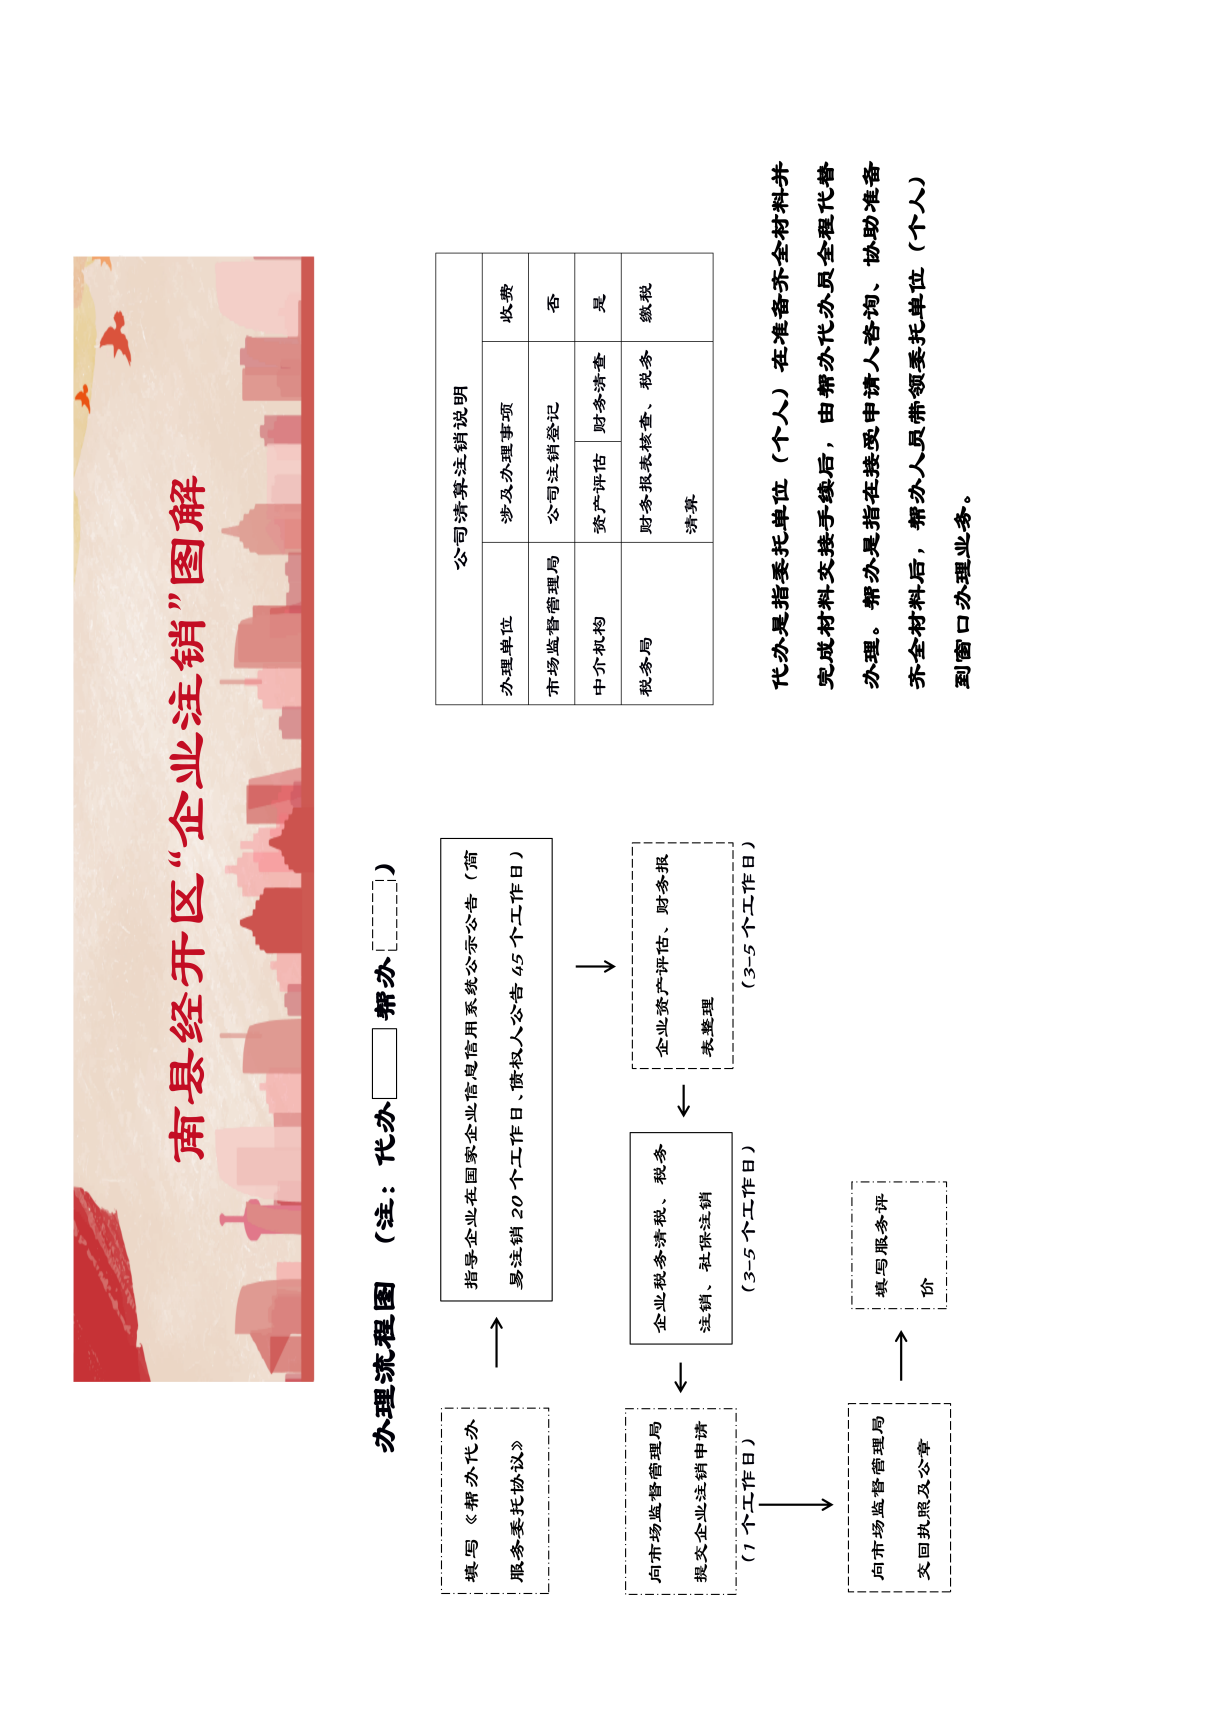 南县经开区“企业注销”图解
办理流程图 （注：代办 帮办 ）
填写《帮办代办
服务委托协议》
指导企业在国家企业信息信用系统公示公告（简
易注销20个工作日、债权人公告45个工作日）
企业资产评估、财务报
表整理
（3-5个工作日）
企业税务清税、税务
注销、社保注销
（3-5个工作日）
向市场监督管理局
提交企业注销申请
（1个工作日）
向市场监督管理局
交回执照及公章
填写服务评
价
公司清算注销说明
办理单位 涉及办理事项 收费
市场监督管理局 公司注销登记 否
中介机构 资产评估 财务清查 是
税务局 财务报表核查、税务 缴税
清算
代办是指委托单位（个人）在准备齐全材料并
完成材料交接手续后，由帮办代办员全程代替
办理。帮办是指在接受申请人咨询、协助准备
齐全材料后，帮办人员带领委托单位（个人）
到窗口办理业务。